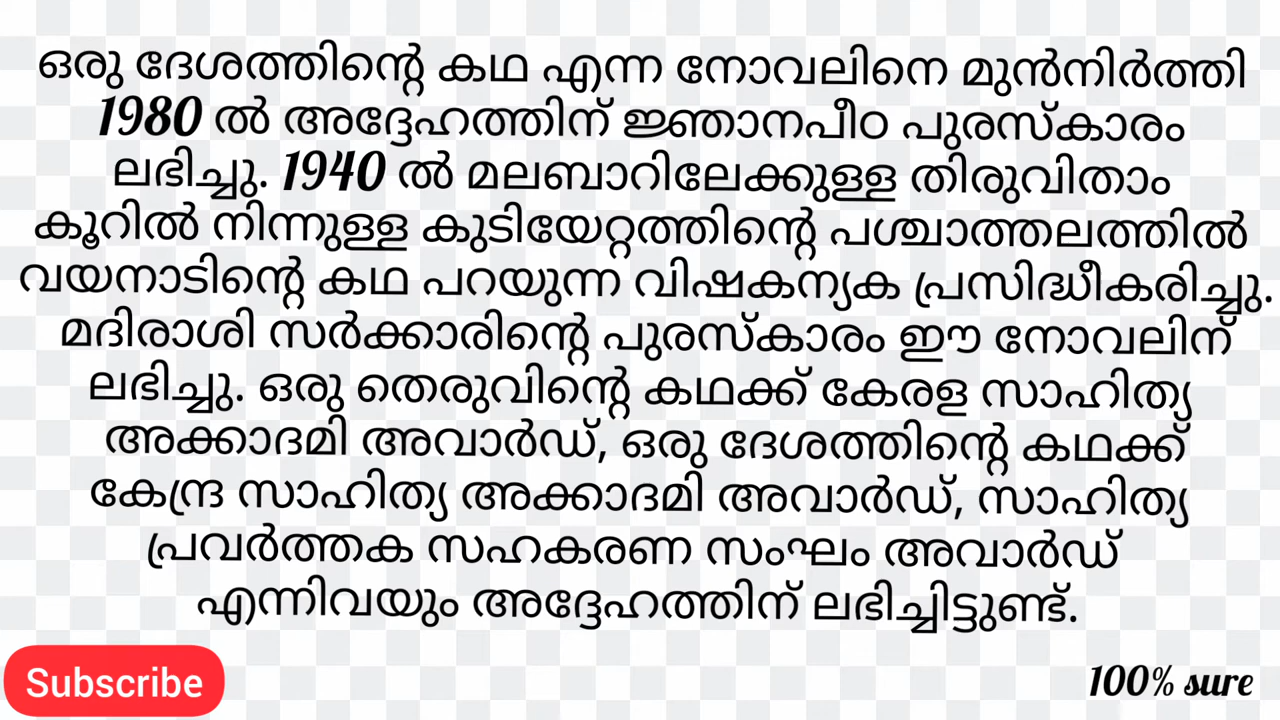 ഒരു ദേശത്തിന്റെ കഥ എന്ന നോവലിനെ മുൻനിർത്തി
1980 ൽ അദ്ദേഹത്തിന് ജ്ഞാനപീഠ പുരസ്കാരം
ലഭിച്ചു. 1940 ൽ മലബാറിലേക്കുള്ള തിരുവിതാം
കൂറിൽ നിന്നുള്ള കുടിയേറ്റത്തിന്റെ പശ്ചാത്തലത്തിൽ
വയനാടിന്റെ കഥ പറയുന്ന വിഷകന്യക പ്രസിദ്ധീകരിച്ചു.
മദിരാശി സർക്കാരിന്റെ പുരസ്കാരം ഈ നോവലിന്
ലഭിച്ചു. ഒരു തെരുവിന്റെ കഥക്ക് കേരള സാഹിത്യ
അക്കാദമി അവാർഡ്, ഒരു ദേശത്തിന്റെ കഥക്ക്
കേന്ദ്ര സാഹിത്യ അക്കാദമി അവാർഡ്, സാഹിത്യ
പ്രവർത്തക സഹകരണ സംഘം അവാർഡ്
എന്നിവയും അദ്ദേഹത്തിന് ലഭിച്ചിട്ടുണ്ട്.
Subscribe
100% sure